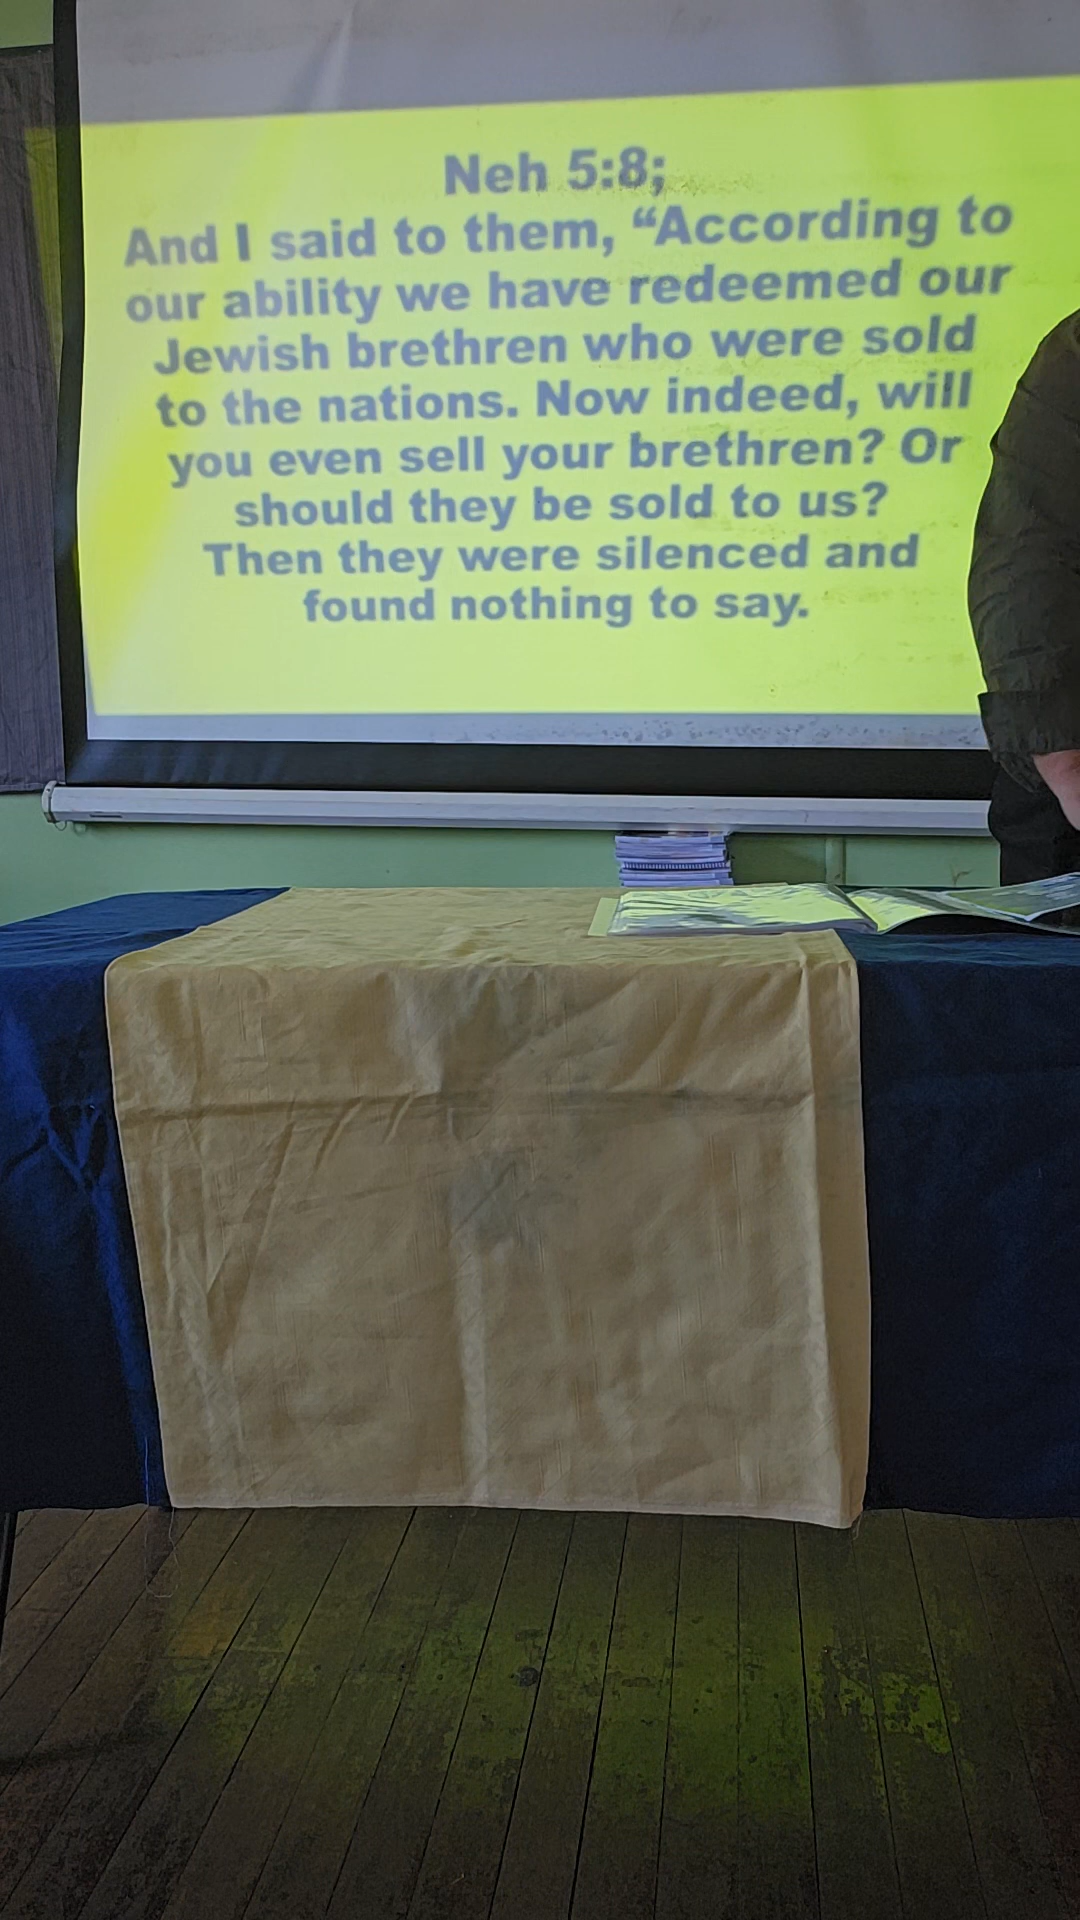 Neh 5:8;
And I said to them, “According to
our ability we have redeemed our
Jewish brethren who were sold
to the nations. Now indeed, will
you even sell your brethren? Or
should they be sold to us?
Then they were silenced and
found nothing to say.